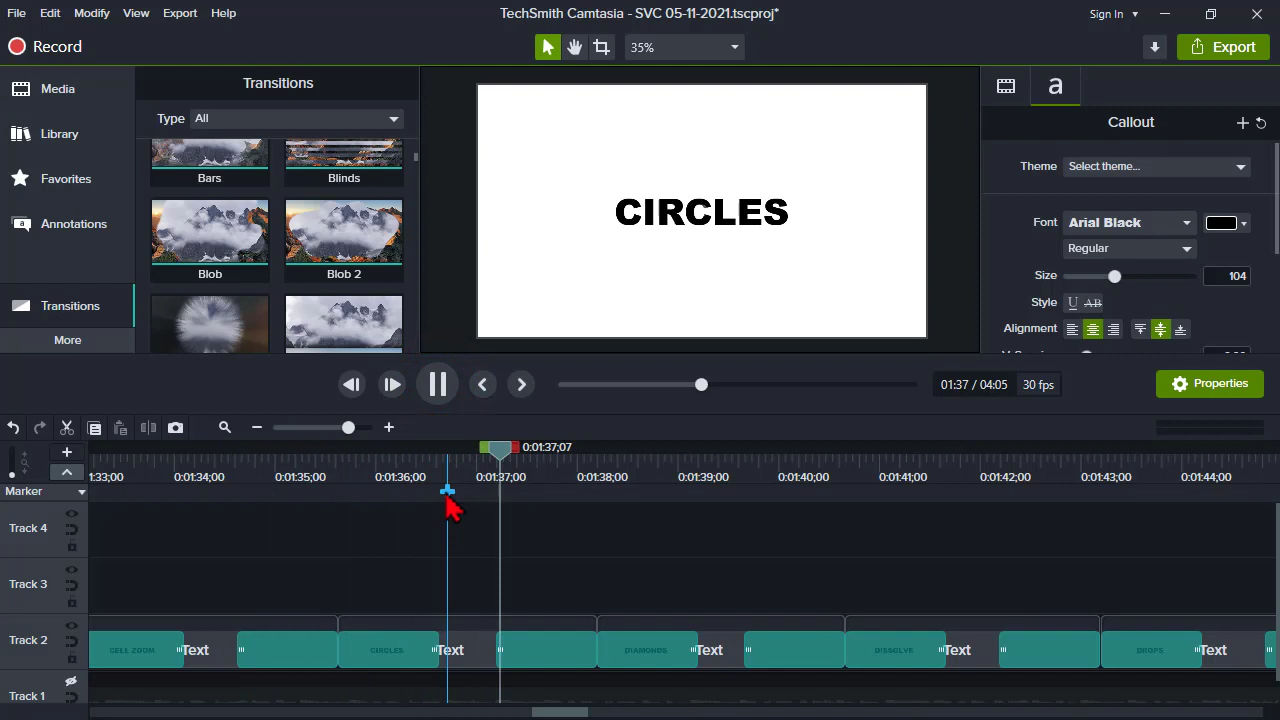 File Edit Modify View Export Help
TechSmith Camtasia - SVC 05-11-2021.tscproj*
Sign In
Record
35%
Export
Media
Library
Favorites
Annotations
Transitions
More
Transitions
Type All
Bars
Blinds
Blob
Blob 2
CIRCLES
a
Callout
Theme Select theme...
Font Arial Black
Regular
Size 104
Style U AB
Alignment
01:37 / 04:05 30 fps
Properties
0:01:37;07
1:33;00 0:01:34;00 0:01:35;00 0:01:36;00 0:01:37;00 0:01:38;00 0:01:39;00 0:01:40;00 0:01:41;00 0:01:42;00 0:01:43;00 0:01:44;00
Marker
Track 4
Track 3
Track 2
CELL ZOOM Text CIRCLES Text DIAMONDS Text DISSOLVE Text DROPS Text
Track 1